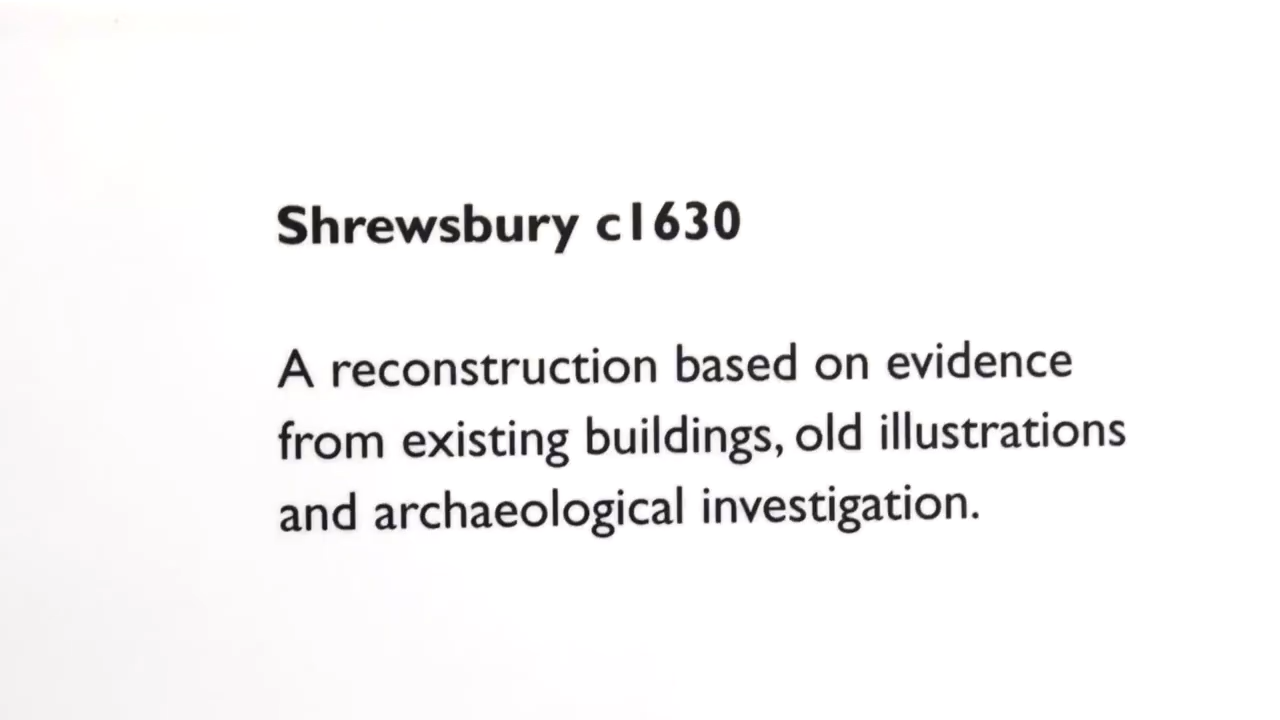 Shrewsbury c1630
A reconstruction based on evidence
from existing buildings, old illustrations
and archaeological investigation.